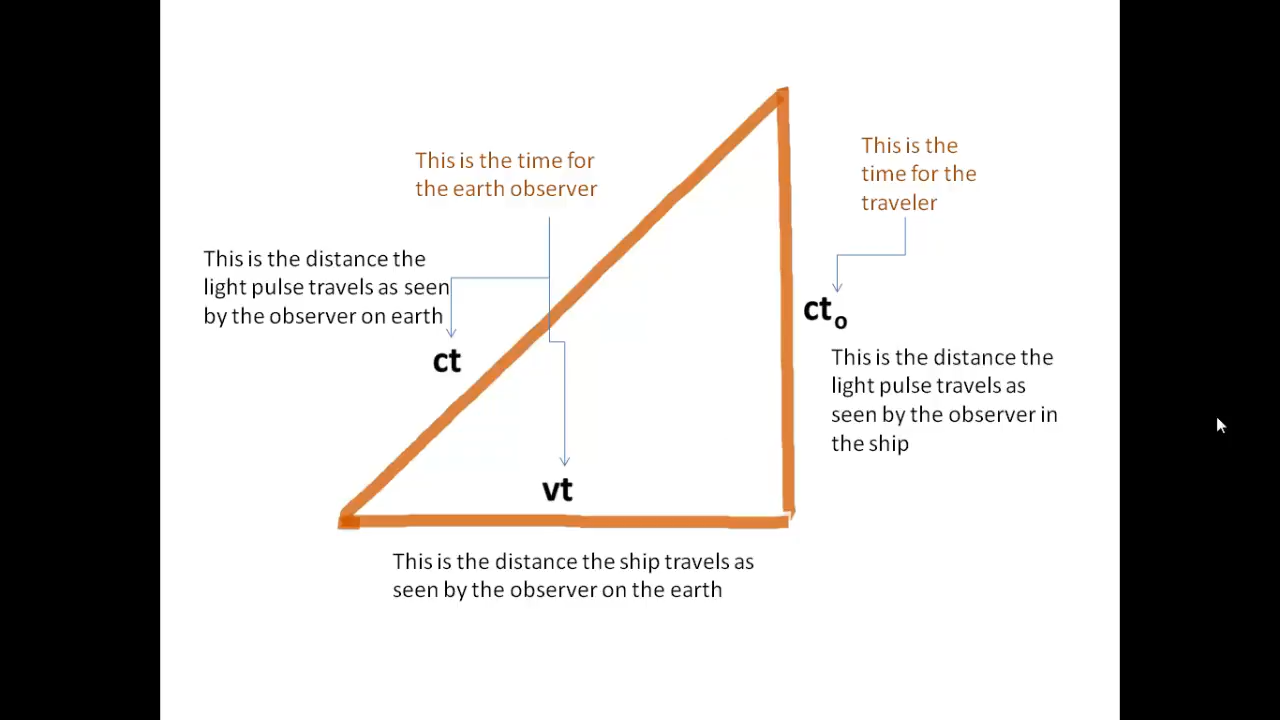 This is the time for
the earth observer
This is the
time for the
traveler
This is the distance the
light pulse travels as seen
by the observer on earth
ct
cto
This is the distance the
light pulse travels as
seen by the observer in
the ship
vt
This is the distance the ship travels as
seen by the observer on the earth